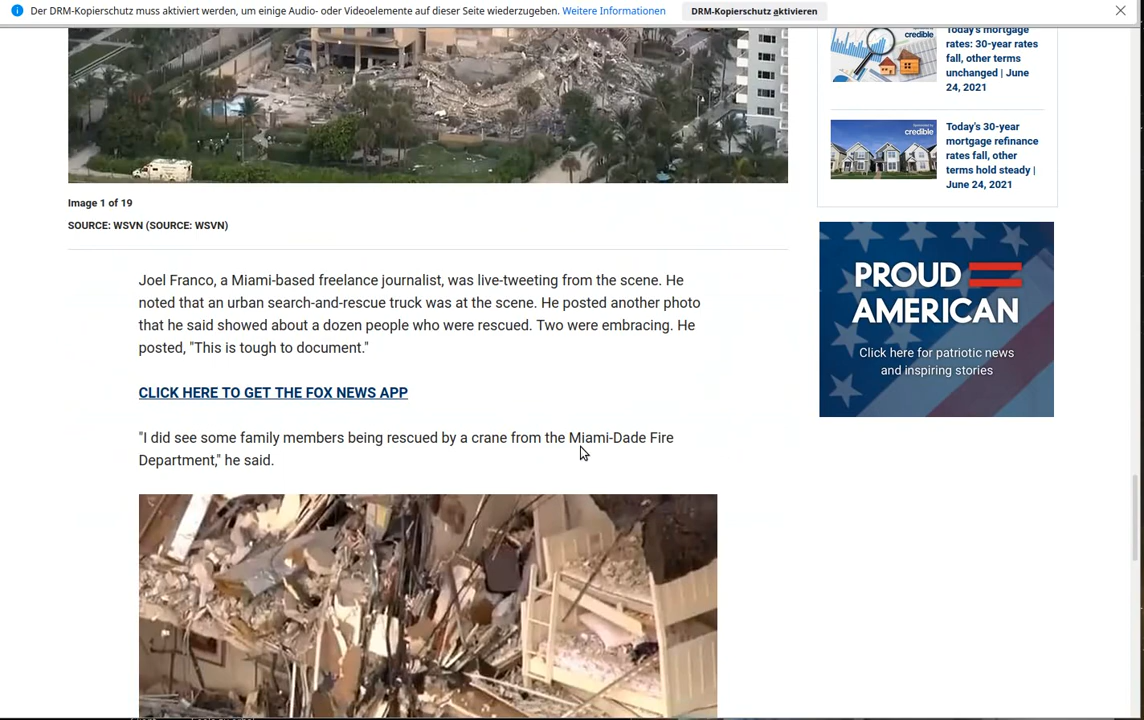 Der DRM-Kopierschutz muss aktiviert werden, um einige Audio- oder Videoelemente auf dieser Seite wiederzugeben. Weitere Informationen DRM-Kopierschutz aktivieren
credible
Today's mortgage
rates: 30-year rates
fall, other terms
unchanged | June
24, 2021
credible
Today's 30-year
mortgage refinance
rates fall, other
terms hold steady |
June 24, 2021
Image 1 of 19
SOURCE: WSVN (SOURCE: WSVN)
PROUD
AMERICAN
Click here for patriotic news
and inspiring stories
Joel Franco, a Miami-based freelance journalist, was live-tweeting from the scene. He
noted that an urban search-and-rescue truck was at the scene. He posted another photo
that he said showed about a dozen people who were rescued. Two were embracing. He
posted, "This is tough to document."
CLICK HERE TO GET THE FOX NEWS APP
"I did see some family members being rescued by a crane from the Miami-Dade Fire
Department," he said.